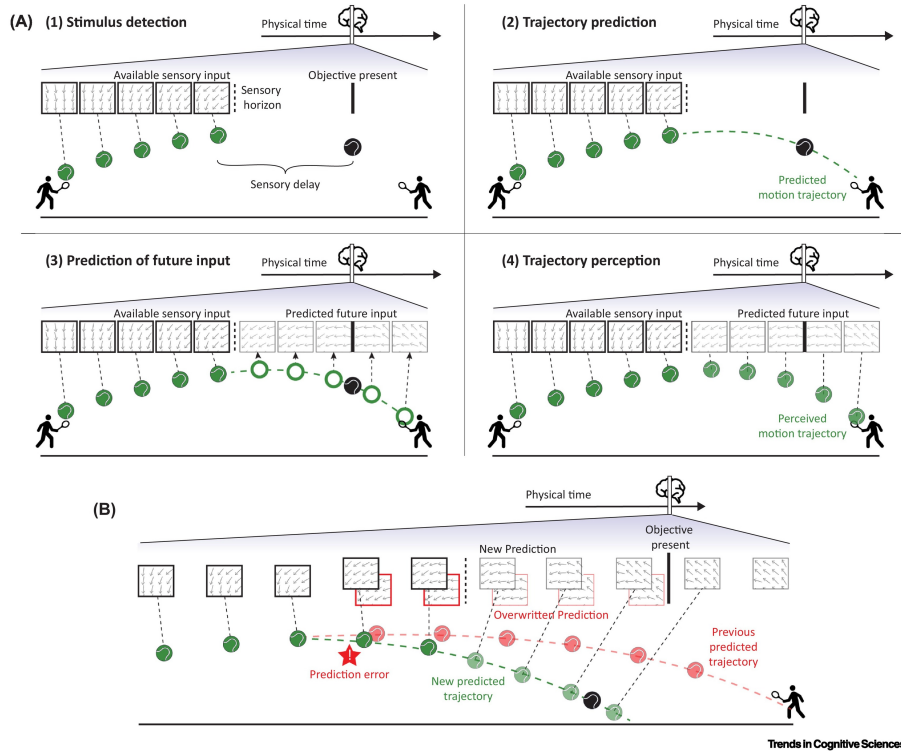 (A)
(1) Stimulus detection
Physical time
Available sensory input
Objective present
Sensory
horizon
Sensory delay
(2) Trajectory prediction
Physical time
Available sensory input
Predicted
motion trajectory
(3) Prediction of future input
Physical time
Available sensory input
Predicted future input
(4) Trajectory perception
Physical time
Available sensory input
Predicted future input
Perceived
motion trajectory
(B)
Physical time
Objective
present
New Prediction
Overwritten Prediction
Previous
predicted
trajectory
!
Prediction error
New predicted
trajectory
Trends in Cognitive Sciences